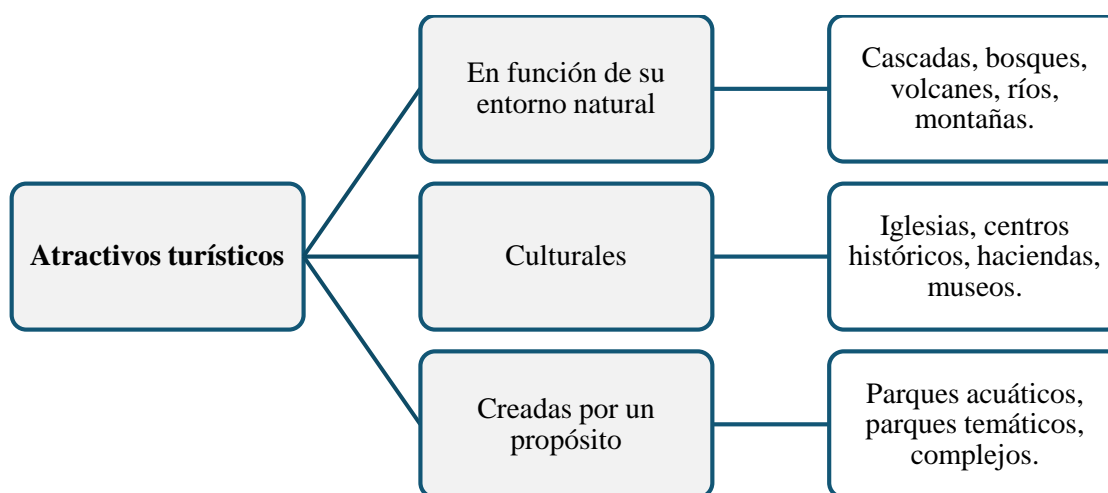 Atractivos turísticos
En función de su
entorno natural
Cascadas, bosques,
volcanes, ríos,
montañas.
Culturales
Iglesias, centros
históricos, haciendas,
museos.
Creadas por un
propósito
Parques acuáticos,
parques temáticos,
complejos.